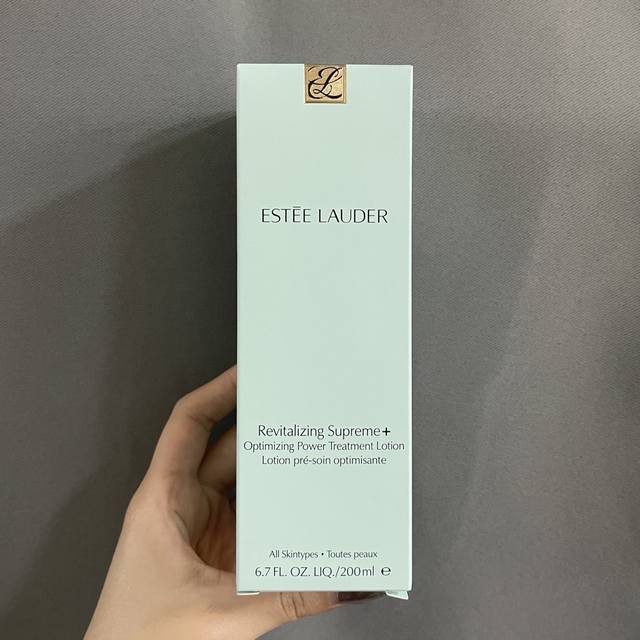 ESTĒE LAUDER
Revitalizing Supreme+
Optimizing Power Treatment Lotion
Lotion pré-soin optimisante
All Skintypes • Toutes peaux
6.7 FL. OZ. LIQ./200ml ℮